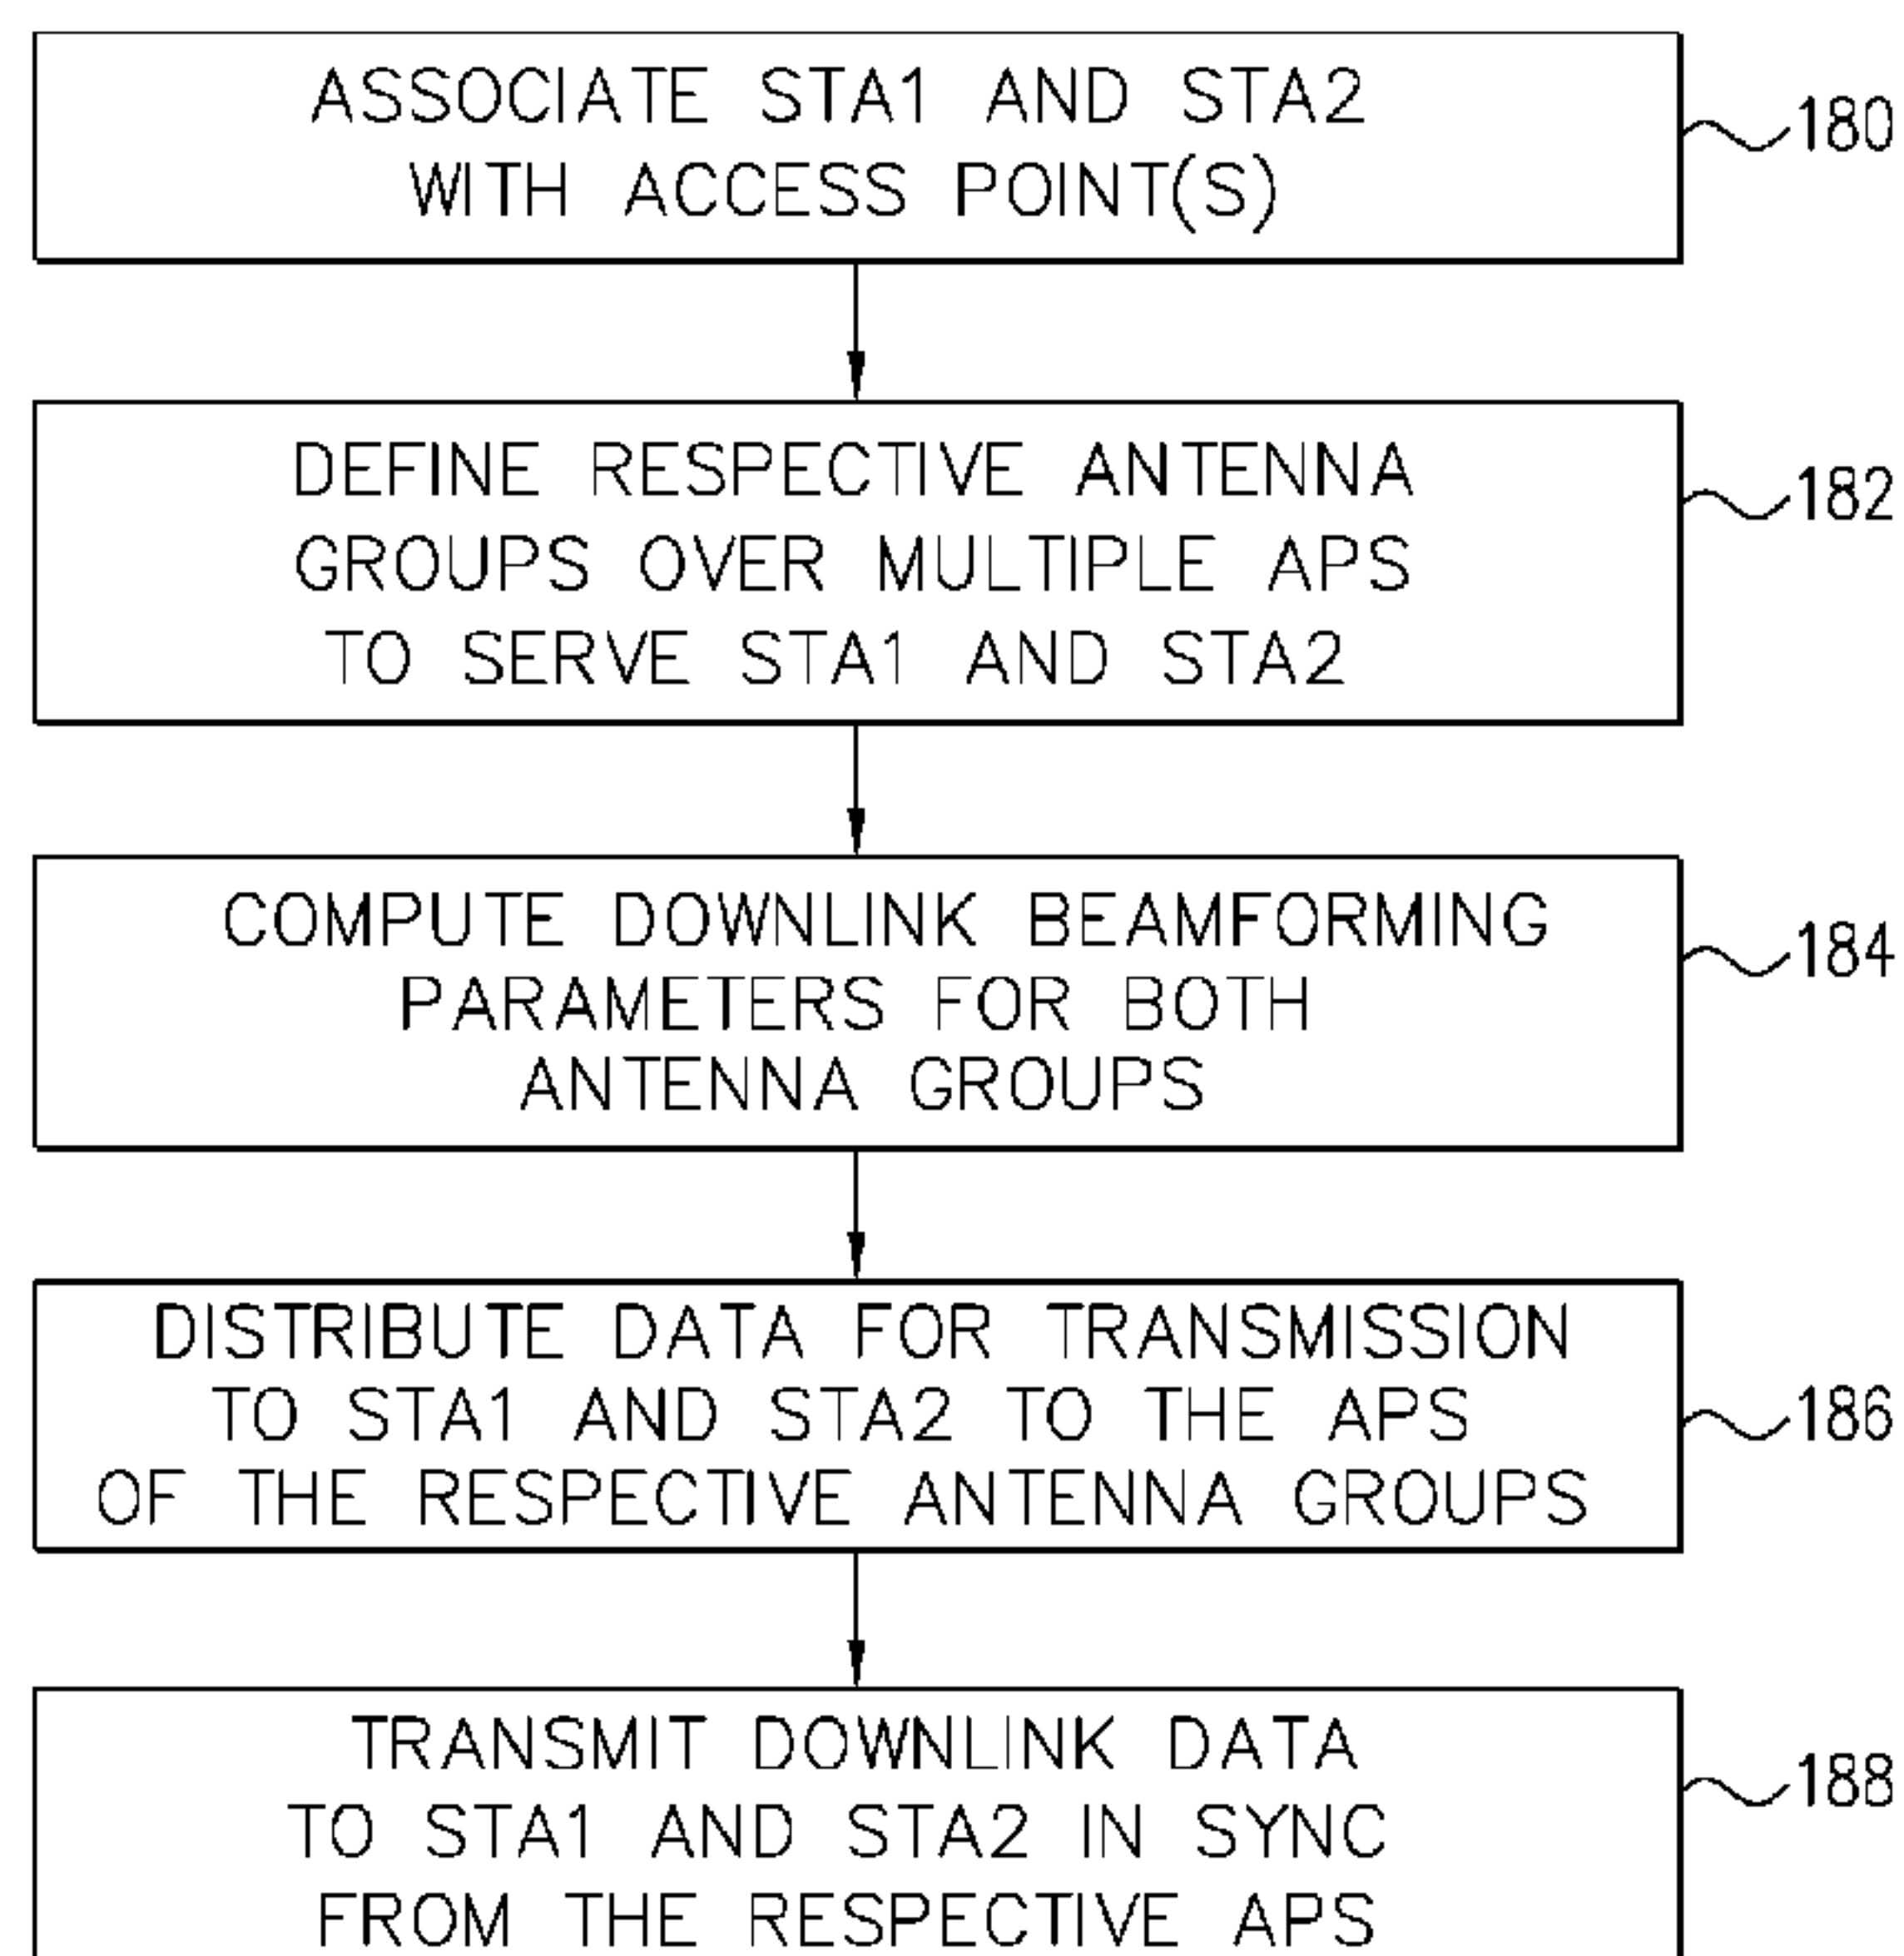 ASSOCIATE STA1 AND STA2
WITH ACCESS POINT(S)
180
DEFINE RESPECTIVE ANTENNA
GROUPS OVER MULTIPLE APS
TO SERVE STA1 AND STA2
182
COMPUTE DOWNLINK BEAMFORMING
PARAMETERS FOR BOTH
ANTENNA GROUPS
184
DISTRIBUTE DATA FOR TRANSMISSION
TO STA1 AND STA2 TO THE APS
OF THE RESPECTIVE ANTENNA GROUPS
186
TRANSMIT DOWNLINK DATA
TO STA1 AND STA2 IN SYNC
FROM THE RESPECTIVE APS
188